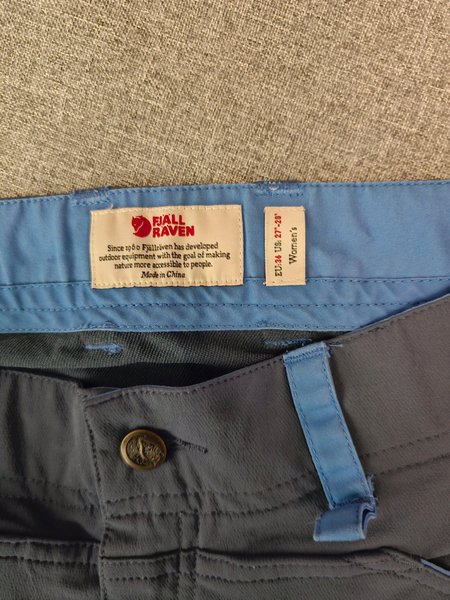 FJÄLL
RÄVEN
Since 1960 Fjällräven has developed
outdoor equipment with the goal of making
nature more accessible to people.
Made in China
EU:36 US: 27"-28"
Women's